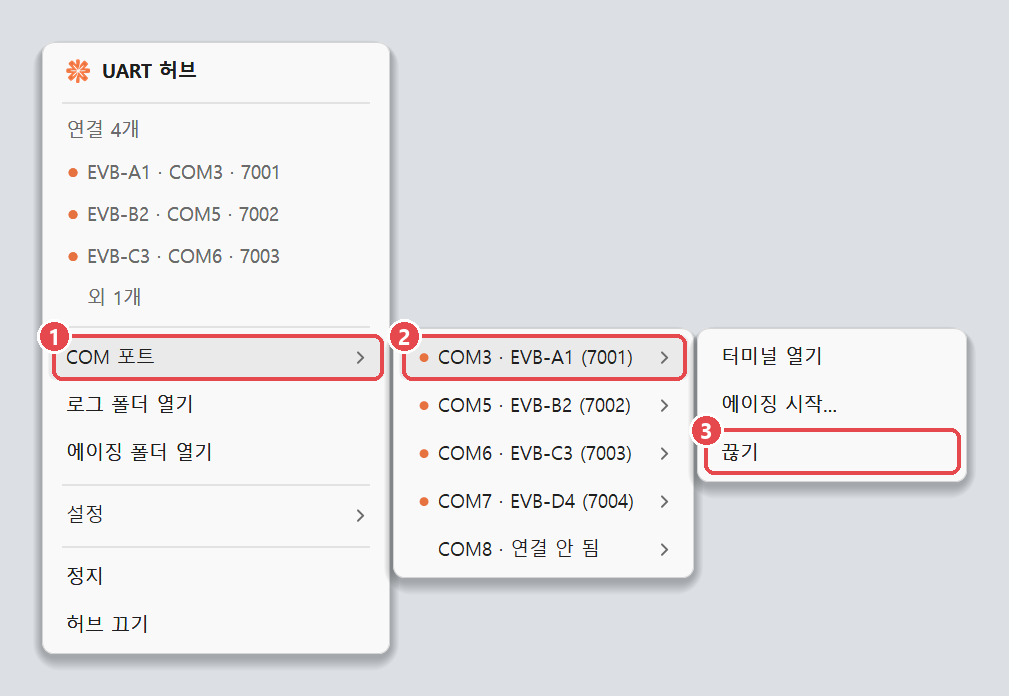 UART 허브
연결 4개
EVB-A1 · COM3 · 7001
EVB-B2 · COM5 · 7002
EVB-C3 · COM6 · 7003
외 1개
1
COM 포트
로그 폴더 열기
에이징 폴더 열기
설정
정지
허브 끄기
2
COM3 · EVB-A1 (7001)
COM5 · EVB-B2 (7002)
COM6 · EVB-C3 (7003)
COM7 · EVB-D4 (7004)
COM8 · 연결 안 됨
터미널 열기
에이징 시작...
3
끊기